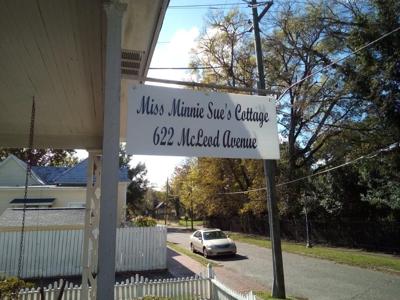 Miss Minnie Sue's Cottage
622 McLeod Avenue